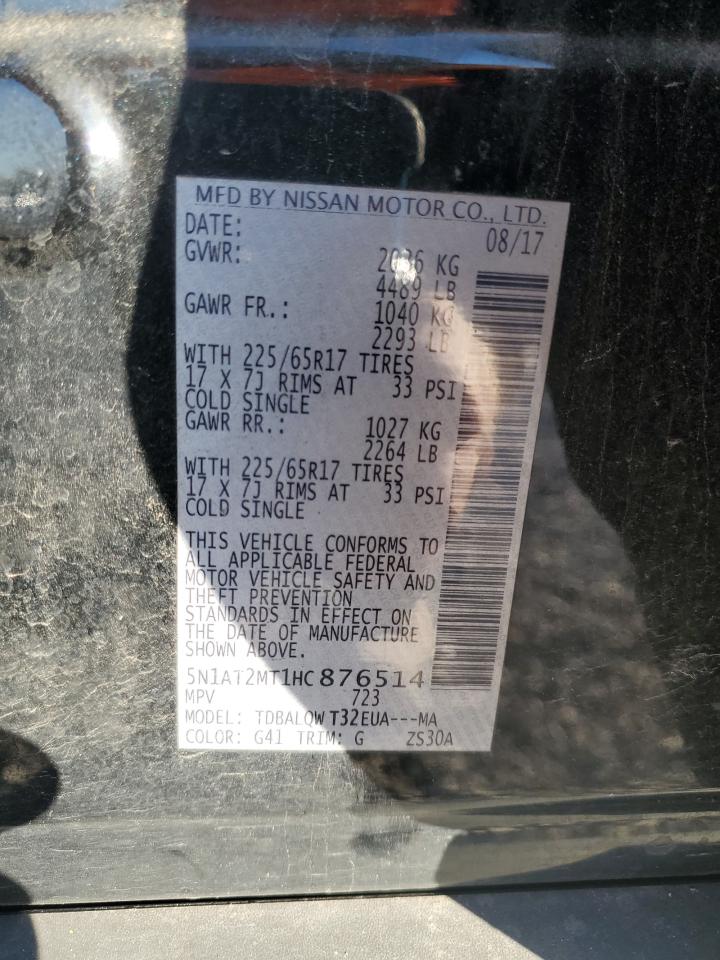 MFD BY NISSAN MOTOR CO., LTD.
DATE: 08/17
GVWR: KG
4489 LB
GAWR FR.: 1040 KG
2293 LB
WITH 225/65R17 TIRES
17 X 7J RIMS AT 33 PSI
COLD SINGLE
GAWR RR.: 1027 KG
2264 LB
WITH 225/65R17 TIRES
17 X 7J RIMS AT 33 PSI
COLD SINGLE
THIS VEHICLE CONFORMS TO
ALL APPLICABLE FEDERAL
MOTOR VEHICLE SAFETY AND
THEFT PREVENTION
STANDARDS IN EFFECT ON
THE DATE OF MANUFACTURE
SHOWN ABOVE.
5N1AT2MT1HC876514
MPV 723
MODEL: TDBALQW T32EUA---MA
COLOR: G41 TRIM: G ZS30A